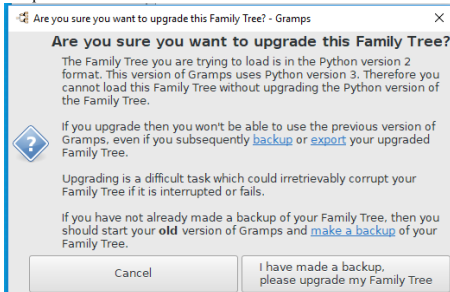 Are you sure you want to upgrade this Family Tree? - Gramps
Are you sure you want to upgrade this Family Tree?
The Family Tree you are trying to load is in the Python version 2
format. This version of Gramps uses Python version 3. Therefore you
cannot load this Family Tree without upgrading the Python version of
the Family Tree.
If you upgrade then you won't be able to use the previous version of
Gramps, even if you subsequently backup or export your upgraded
Family Tree.
Upgrading is a difficult task which could irretrievably corrupt your
Family Tree if it is interrupted or fails.
If you have not already made a backup of your Family Tree, then you
should start your old version of Gramps and make a backup of your
Family Tree.
Cancel
I have made a backup,
please upgrade my Family Tree